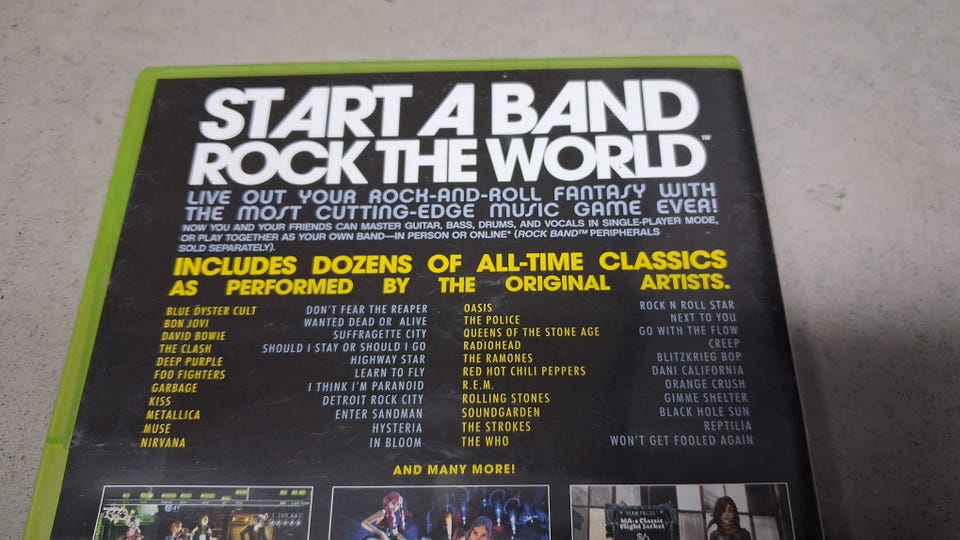 START A BAND
ROCK THE WORLD™
LIVE OUT YOUR ROCK-AND-ROLL FANTASY WITH
THE MOST CUTTING-EDGE MUSIC GAME EVER!
NOW YOU AND YOUR FRIENDS CAN MASTER GUITAR, BASS, DRUMS, AND VOCALS IN SINGLE-PLAYER MODE,
OR PLAY TOGETHER AS YOUR OWN BAND—IN PERSON OR ONLINE* (ROCK BAND™ PERIPHERALS
SOLD SEPARATELY).
INCLUDES DOZENS OF ALL-TIME CLASSICS
AS PERFORMED BY THE ORIGINAL ARTISTS.
BLUE ÖYSTER CULT DON'T FEAR THE REAPER
BON JOVI WANTED DEAD OR ALIVE
DAVID BOWIE SUFFRAGETTE CITY
THE CLASH SHOULD I STAY OR SHOULD I GO
DEEP PURPLE HIGHWAY STAR
FOO FIGHTERS LEARN TO FLY
GARBAGE I THINK I'M PARANOID
KISS DETROIT ROCK CITY
METALLICA ENTER SANDMAN
MUSE HYSTERIA
NIRVANA IN BLOOM
OASIS ROCK N ROLL STAR
THE POLICE NEXT TO YOU
QUEENS OF THE STONE AGE GO WITH THE FLOW
RADIOHEAD CREEP
THE RAMONES BLITZKRIEG BOP
RED HOT CHILI PEPPERS DANI CALIFORNIA
R.E.M. ORANGE CRUSH
ROLLING STONES GIMME SHELTER
SOUNDGARDEN BLACK HOLE SUN
THE STROKES REPTILIA
THE WHO WON'T GET FOOLED AGAIN
AND MANY MORE!
MA-1 Classic
Flight Jacket